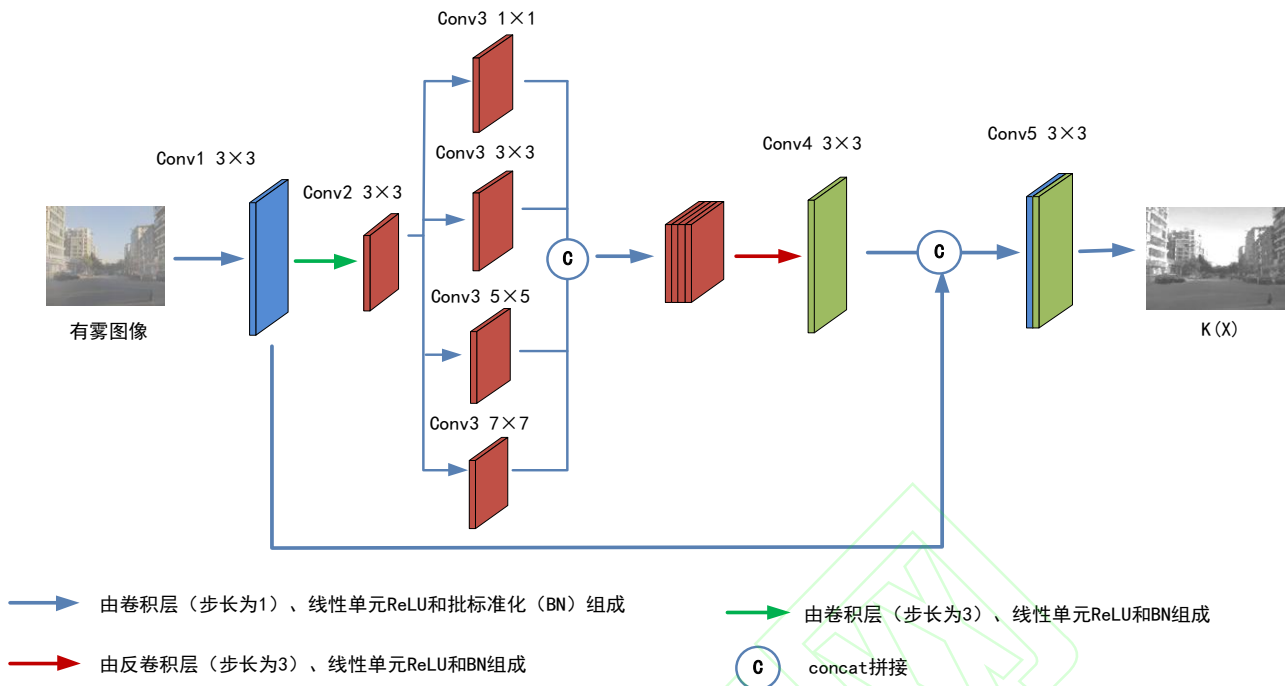 Conv3 1×1
Conv1 3×3
Conv2 3×3
Conv3 3×3
Conv4 3×3
Conv5 3×3
C
C
Conv3 5×5
有雾图像
K(X)
Conv3 7×7
由卷积层（步长为1）、线性单元ReLU和批标准化（BN）组成
由卷积层（步长为3）、线性单元ReLU和BN组成
由反卷积层（步长为3）、线性单元ReLU和BN组成
C concat拼接